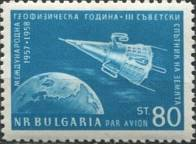 МЕЖДУНАРОДНА
1957-1958
ГЕОФИЗИЧЕСКА ГОДИНА - III СЪВЕТСКИ
СПЪТНИК НА ЗЕМЯТА
ST. 80
NR BULGARIA
PAR AVION